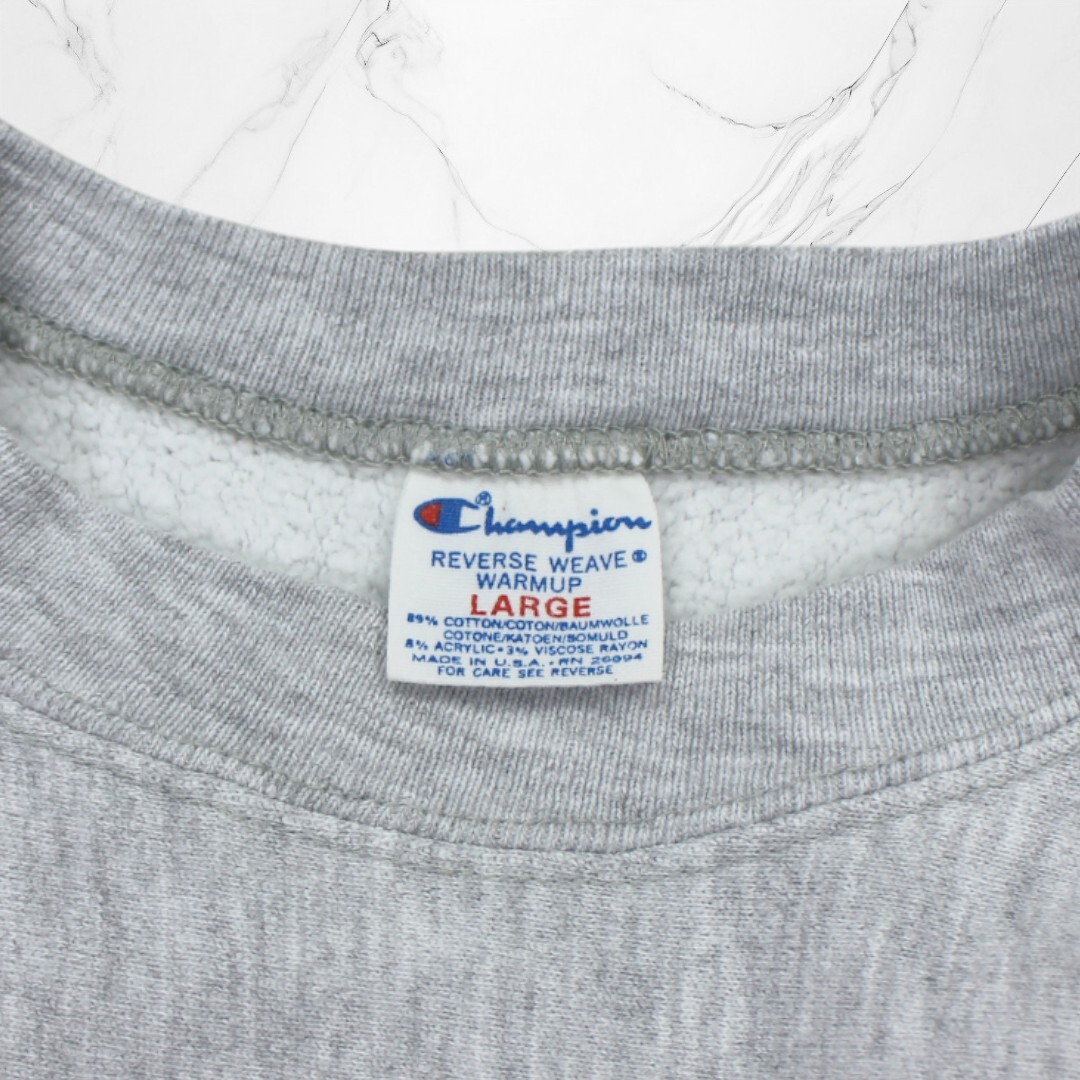 Champion®
REVERSE WEAVE®
WARMUP
LARGE
89% COTTON/COTON/BAUMWOLLE
COTONE/KATOEN/BOMULD
8% ACRYLIC•3% VISCOSE RAYON
MADE IN U.S.A.•RN 26094
FOR CARE SEE REVERSE